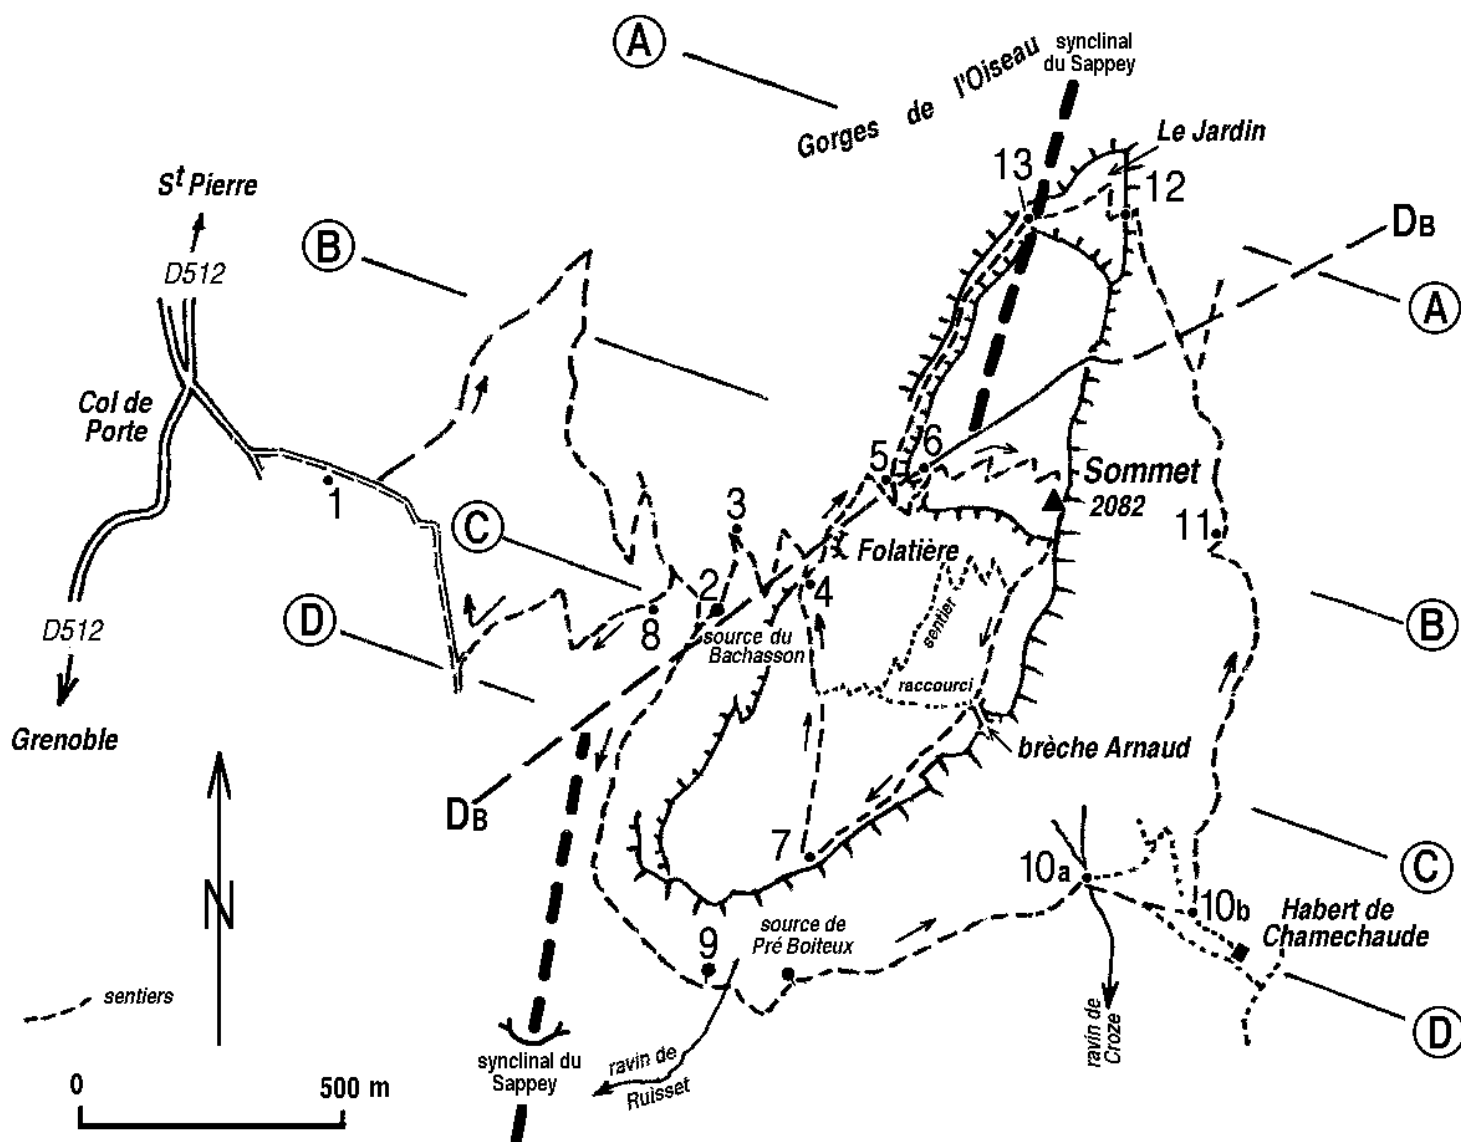 A
Gorges de l'Oiseau
synclinal
du Sappey
Le Jardin
13
12
St Pierre
B
DB
D512
A
Col de
Porte
5
6
Sommet
2082
1
3
C
11
Folatière
2
4
D
8
source du
Bachasson
sentier
B
D512
raccourci
Grenoble
brèche Arnaud
DB
7
10a
C
N
10b
Habert de
Chamechaude
9
source de
Pré Boiteux
sentiers
D
ravin de
Croze
synclinal du
Sappey
ravin de
Ruisset
0
500 m